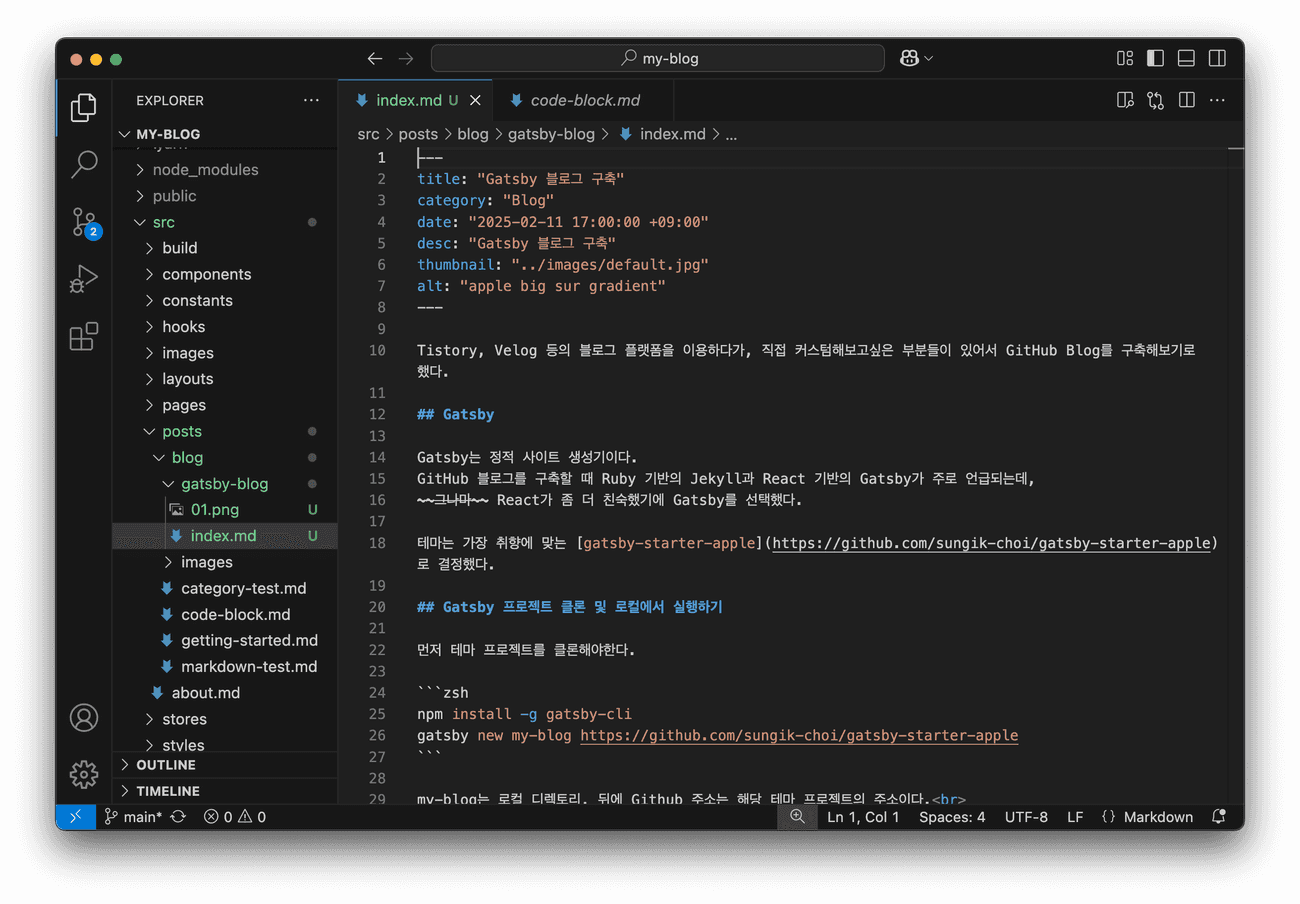 my-blog
EXPLORER
MY-BLOG
node_modules
public
src
build
components
constants
hooks
images
layouts
pages
posts
blog
gatsby-blog
01.png U
index.md U
images
category-test.md
code-block.md
getting-started.md
markdown-test.md
about.md
stores
styles
OUTLINE
TIMELINE
2
index.md U
code-block.md
src > posts > blog > gatsby-blog > index.md > ...
1 ---
2 title: "Gatsby 블로그 구축"
3 category: "Blog"
4 date: "2025-02-11 17:00:00 +09:00"
5 desc: "Gatsby 블로그 구축"
6 thumbnail: "../images/default.jpg"
7 alt: "apple big sur gradient"
8 ---
9
10 Tistory, Velog 등의 블로그 플랫폼을 이용하다가, 직접 커스텀해보고싶은 부분들이 있어서 GitHub Blog를 구축해보기로
했다.
11
12 ## Gatsby
13
14 Gatsby는 정적 사이트 생성기이다.
15 GitHub 블로그를 구축할 때 Ruby 기반의 Jekyll과 React 기반의 Gatsby가 주로 언급되는데,
16 ~~그나마~~ React가 좀 더 친숙했기에 Gatsby를 선택했다.
17
18 테마는 가장 취향에 맞는 [gatsby-starter-apple](https://github.com/sungik-choi/gatsby-starter-apple)
로 결정했다.
19
20 ## Gatsby 프로젝트 클론 및 로컬에서 실행하기
21
22 먼저 테마 프로젝트를 클론해야한다.
23
24 ```zsh
25 npm install -g gatsby-cli
26 gatsby new my-blog https://github.com/sungik-choi/gatsby-starter-apple
27 ```
28
29 my-blog는 로컬 디렉토리, 뒤에 Github 주소는 해당 테마 프로젝트의 주소이다.<br>
main* 0 0
Ln 1, Col 1 Spaces: 4 UTF-8 LF {} Markdown